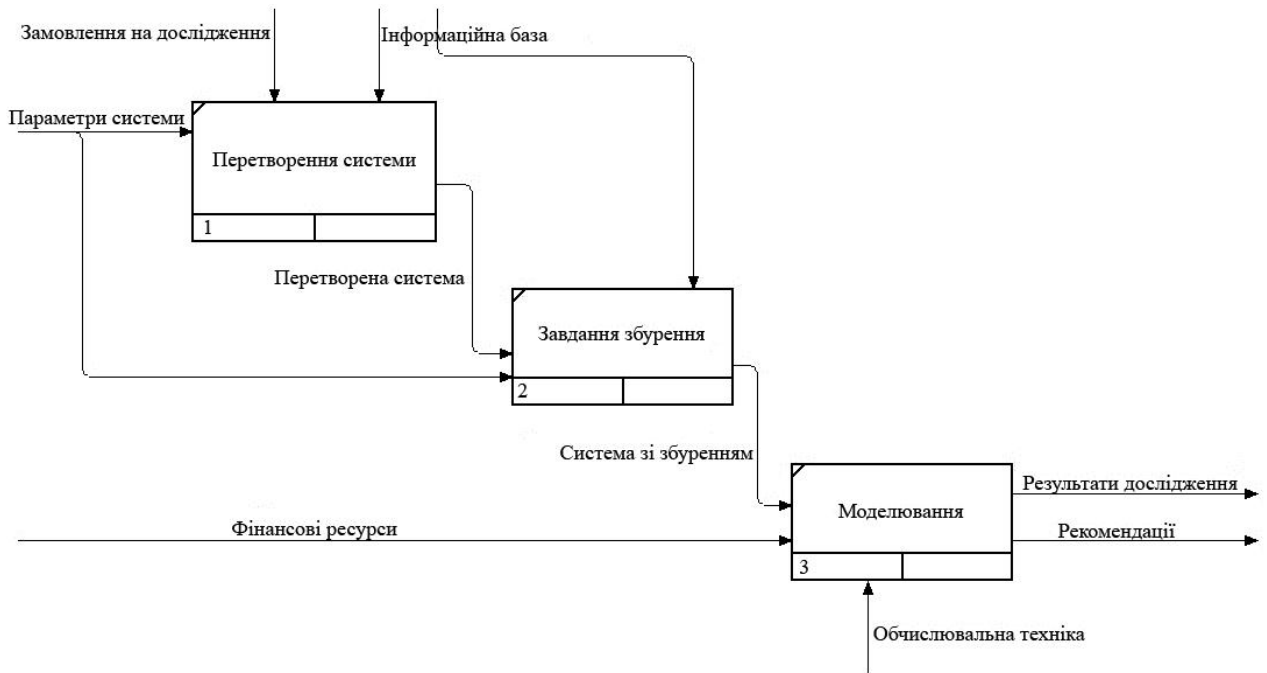 Замовлення на дослідження
Інформаційна база
Параметри системи
Перетворення системи
1
Перетворена система
Завдання збурення
2
Система зі збуренням
Результати дослідження
Моделювання
Фінансові ресурси
Рекомендації
3
Обчислювальна техніка